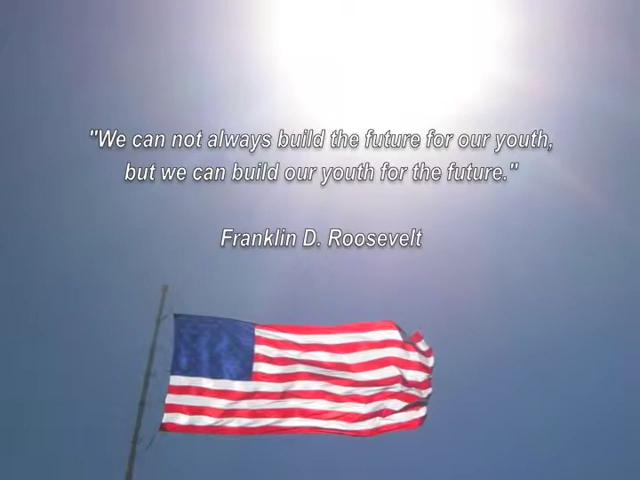 "We can not always build the future for our youth,
but we can build our youth for the future."
Franklin D. Roosevelt